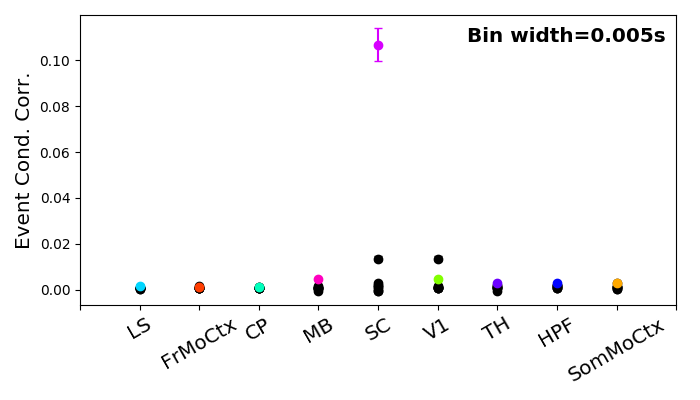 Bin width=0.005s
Event Cond. Corr.
0.10
0.08
0.06
0.04
0.02
0.00
LS
FrMoCtx
CP
MB
SC
V1
TH
HPF
SomMoCtx